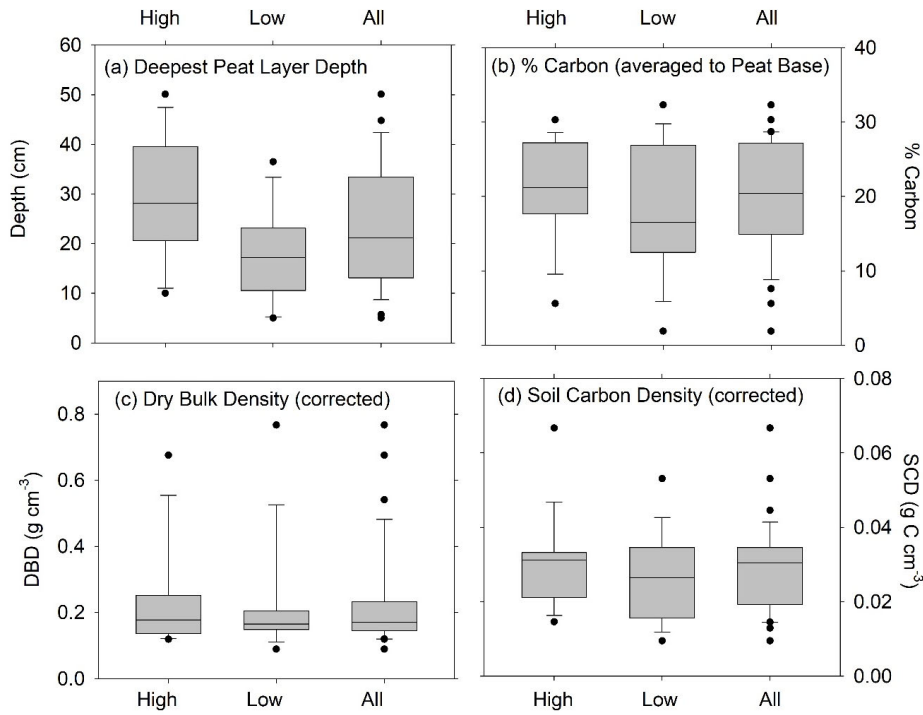 High Low All High Low All
(a) Deepest Peat Layer Depth
Depth (cm)
60
50
40
30
20
10
0
(b) % Carbon (averaged to Peat Base)
% Carbon
40
30
20
10
0
(c) Dry Bulk Density (corrected)
DBD (g cm⁻³)
0.8
0.6
0.4
0.2
0.0
(d) Soil Carbon Density (corrected)
SCD (g C cm⁻³)
0.08
0.06
0.04
0.02
0.00
High Low All High Low All